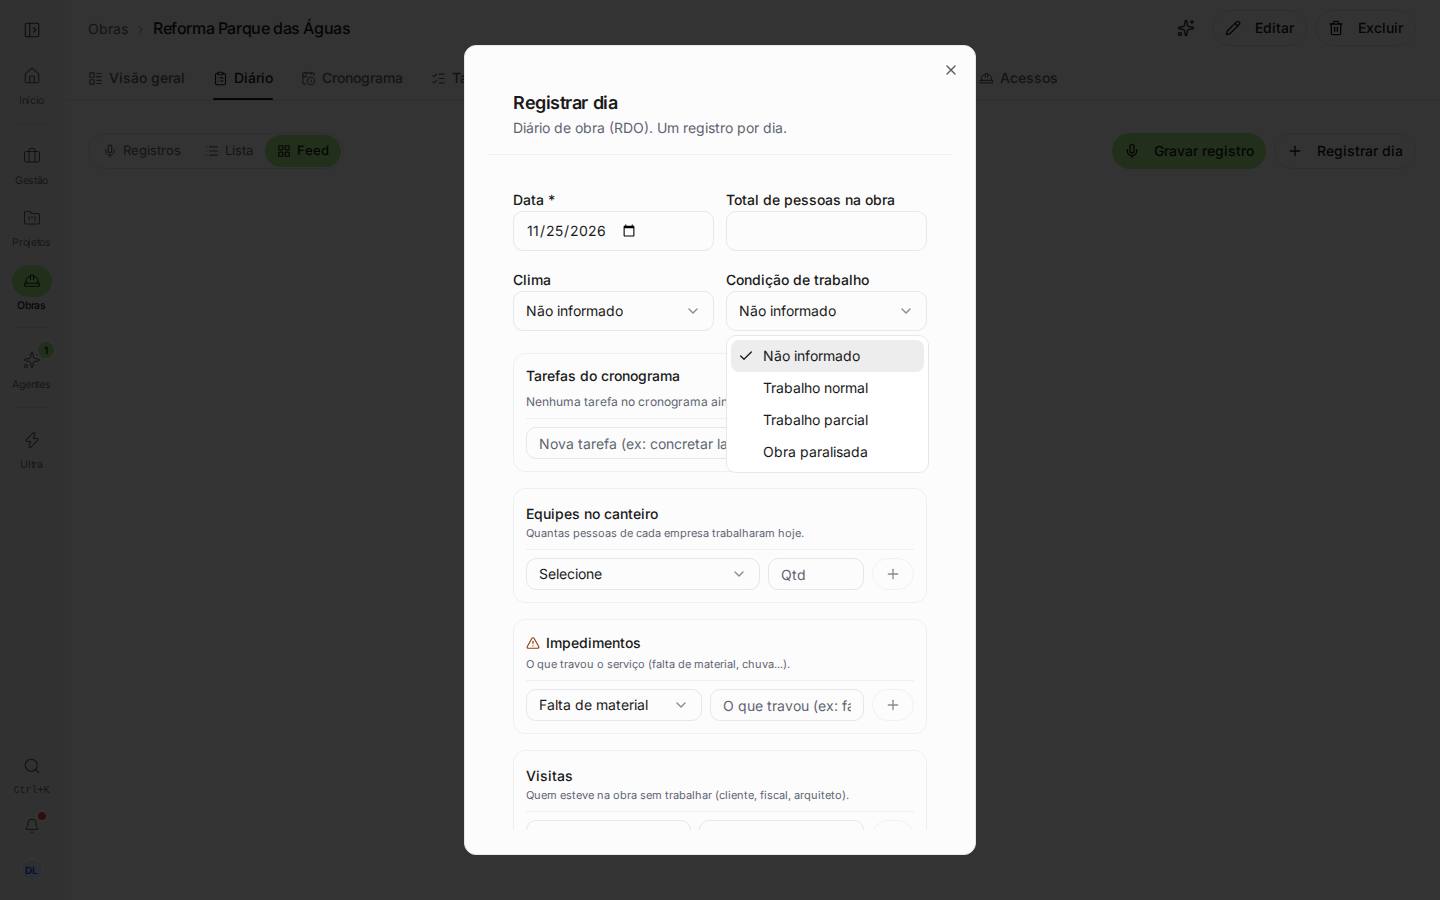 Obras
Reforma Parque das Águas
Editar
Excluir
Visão geral
Diário
Cronograma
Ta
Acessos
Início
Gestão
Projetos
Obras
1
Agentes
Ultra
Ctrl+K
DL
Registros
Lista
Feed
Gravar registro
Registrar dia
Registrar dia
Diário de obra (RDO). Um registro por dia.
Data *
Total de pessoas na obra
11/25/2026
Clima
Condição de trabalho
Não informado
Não informado
Não informado
Trabalho normal
Trabalho parcial
Obra paralisada
Tarefas do cronograma
Nenhuma tarefa no cronograma ain
Nova tarefa (ex: concretar la
Equipes no canteiro
Quantas pessoas de cada empresa trabalharam hoje.
Selecione
Qtd
Impedimentos
O que travou o serviço (falta de material, chuva...).
Falta de material
O que travou (ex: fa
Visitas
Quem esteve na obra sem trabalhar (cliente, fiscal, arquiteto).